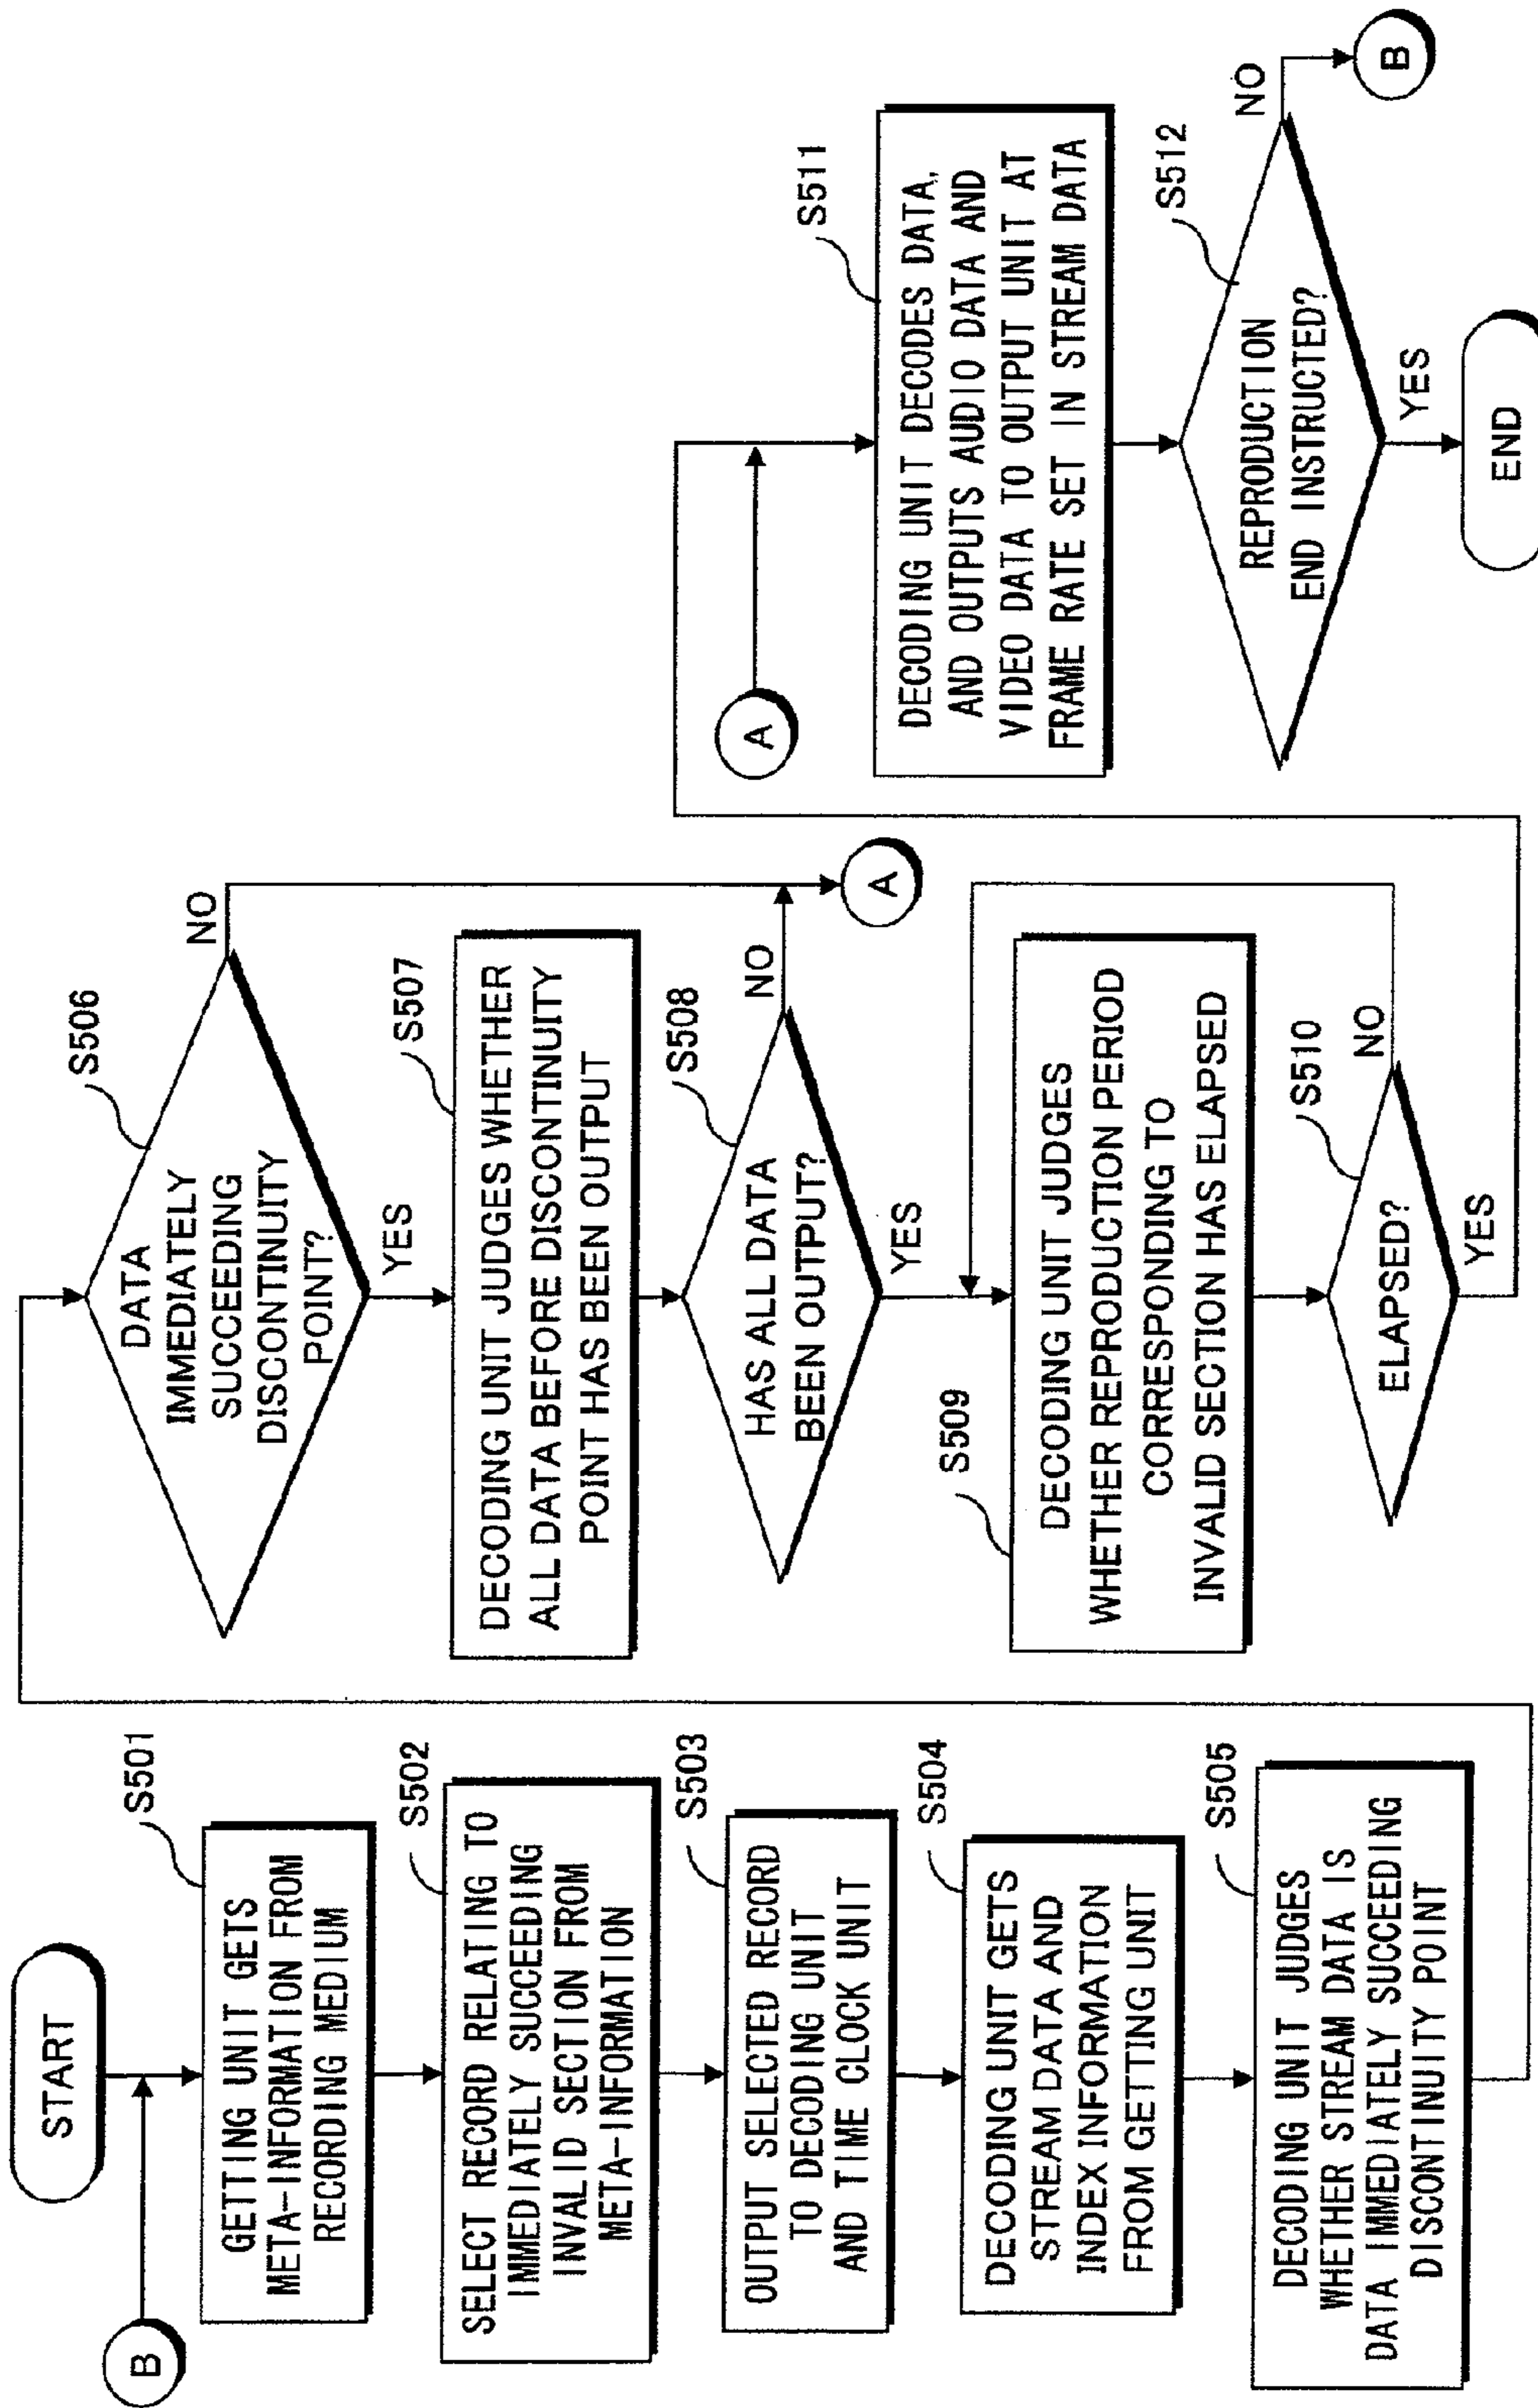 START
B
GETTING UNIT GETS
META-INFORMATION FROM
RECORDING MEDIUM
S501
SELECT RECORD RELATING TO
IMMEDIATELY SUCCEEDING
INVALID SECTION FROM
META-INFORMATION
S502
OUTPUT SELECTED RECORD
TO DECODING UNIT
AND TIME CLOCK UNIT
S503
DECODING UNIT GETS
STREAM DATA AND
INDEX INFORMATION
FROM GETTING UNIT
S504
DECODING UNIT JUDGES
WHETHER STREAM DATA IS
DATA IMMEDIATELY SUCCEEDING
DISCONTINUITY POINT
S505
DATA
IMMEDIATELY
SUCCEEDING
DISCONTINUITY
POINT?
S506
NO
YES
DECODING UNIT JUDGES WHETHER
ALL DATA BEFORE DISCONTINUITY
POINT HAS BEEN OUTPUT
S507
HAS ALL DATA
BEEN OUTPUT?
S508
NO
A
YES
DECODING UNIT JUDGES
WHETHER REPRODUCTION PERIOD
CORRESPONDING TO
INVALID SECTION HAS ELAPSED
S509
ELAPSED?
S510
NO
YES
A
DECODING UNIT DECODES DATA,
AND OUTPUTS AUDIO DATA AND
VIDEO DATA TO OUTPUT UNIT AT
FRAME RATE SET IN STREAM DATA
S511
REPRODUCTION
END INSTRUCTED?
S512
NO
B
YES
END